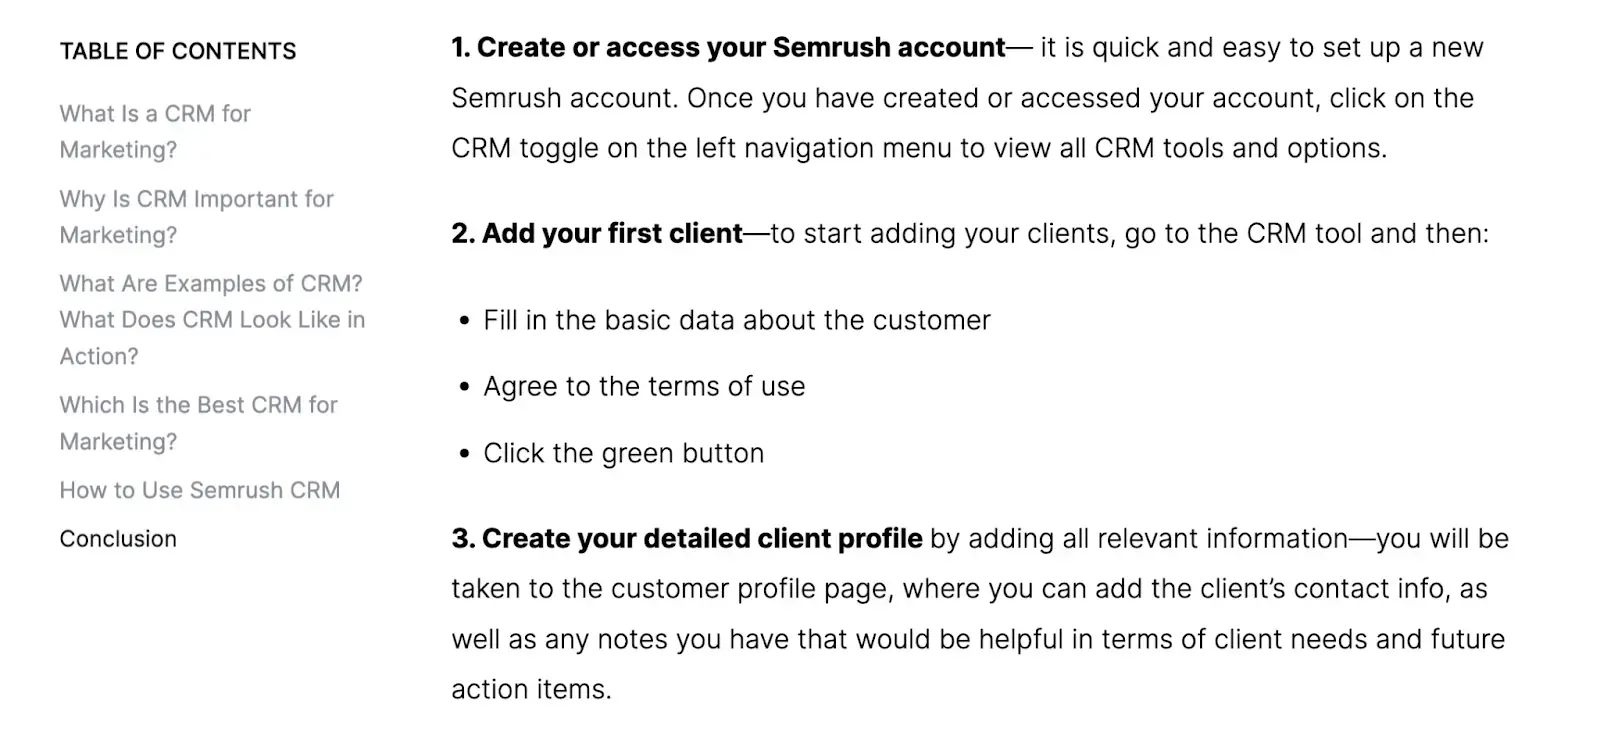 TABLE OF CONTENTS
What Is a CRM for
Marketing?
Why Is CRM Important for
Marketing?
What Are Examples of CRM?
What Does CRM Look Like in
Action?
Which Is the Best CRM for
Marketing?
How to Use Semrush CRM
Conclusion
1. Create or access your Semrush account— it is quick and easy to set up a new
Semrush account. Once you have created or accessed your account, click on the
CRM toggle on the left navigation menu to view all CRM tools and options.
2. Add your first client—to start adding your clients, go to the CRM tool and then:
• Fill in the basic data about the customer
• Agree to the terms of use
• Click the green button
3. Create your detailed client profile by adding all relevant information—you will be
taken to the customer profile page, where you can add the client’s contact info, as
well as any notes you have that would be helpful in terms of client needs and future
action items.